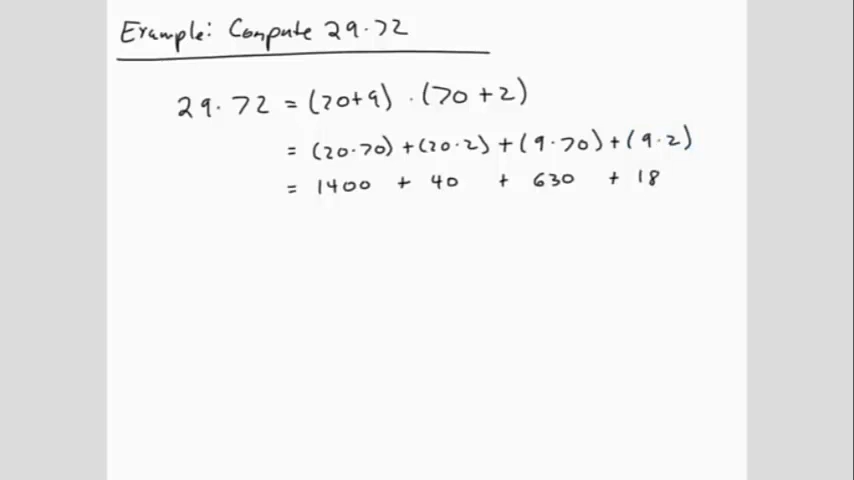 Example: Compute 29·72
29·72 = (20+9) · (70+2)
= (20·70) + (20·2) + (9·70) + (9·2)
= 1400 + 40 + 630 + 18